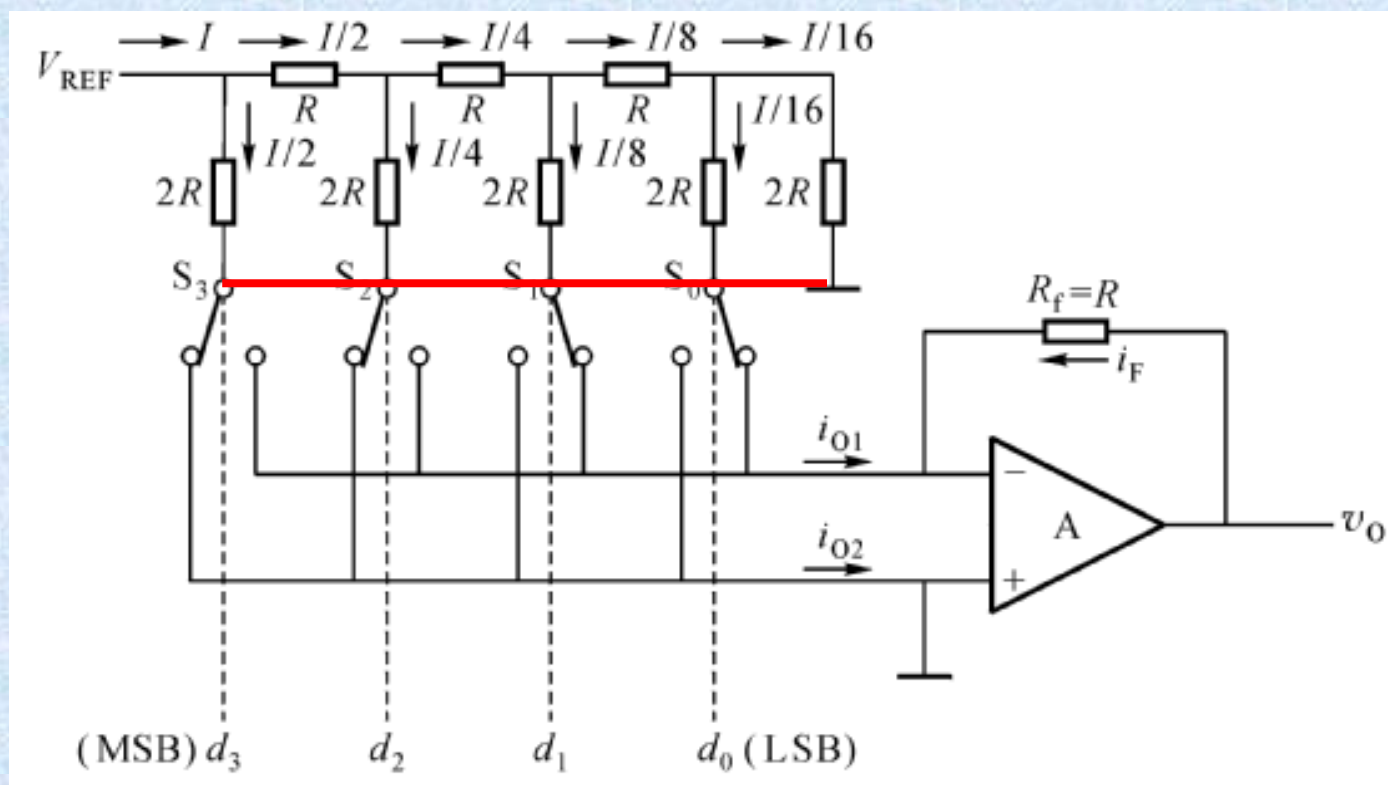 I I/2 I/4 I/8 I/16
V_REF
R R R I/16
I/2 I/4 I/8
2R 2R 2R 2R 2R
S_3 S_2 S_1 S_0
R_f=R
i_F
i_O1
−
A v_O
i_O2
+
(MSB) d_3 d_2 d_1 d_0 (LSB)